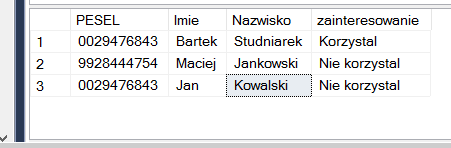 PESEL Imie Nazwisko zainteresowanie
1 0029476843 Bartek Studniarek Korzystal
2 9928444754 Maciej Jankowski Nie korzystal
3 0029476843 Jan Kowalski Nie korzystal